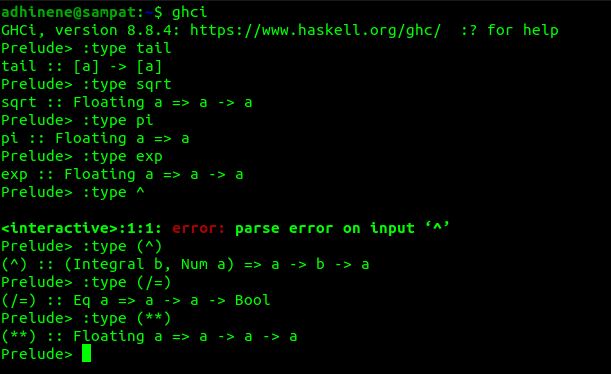 adhinene@sampat:~$ ghci
GHCi, version 8.8.4: https://www.haskell.org/ghc/  :? for help
Prelude> :type tail
tail :: [a] -> [a]
Prelude> :type sqrt
sqrt :: Floating a => a -> a
Prelude> :type pi
pi :: Floating a => a
Prelude> :type exp
exp :: Floating a => a -> a
Prelude> :type ^
<interactive>:1:1: error: parse error on input ‘^’
Prelude> :type (^)
(^) :: (Integral b, Num a) => a -> b -> a
Prelude> :type (/=)
(/=) :: Eq a => a -> a -> Bool
Prelude> :type (**)
(**) :: Floating a => a -> a -> a
Prelude>